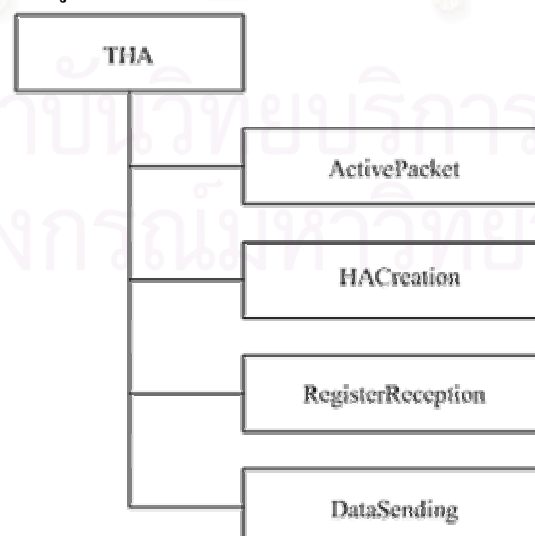 THA
ActivePacket
HACreation
RegisterReception
DataSending